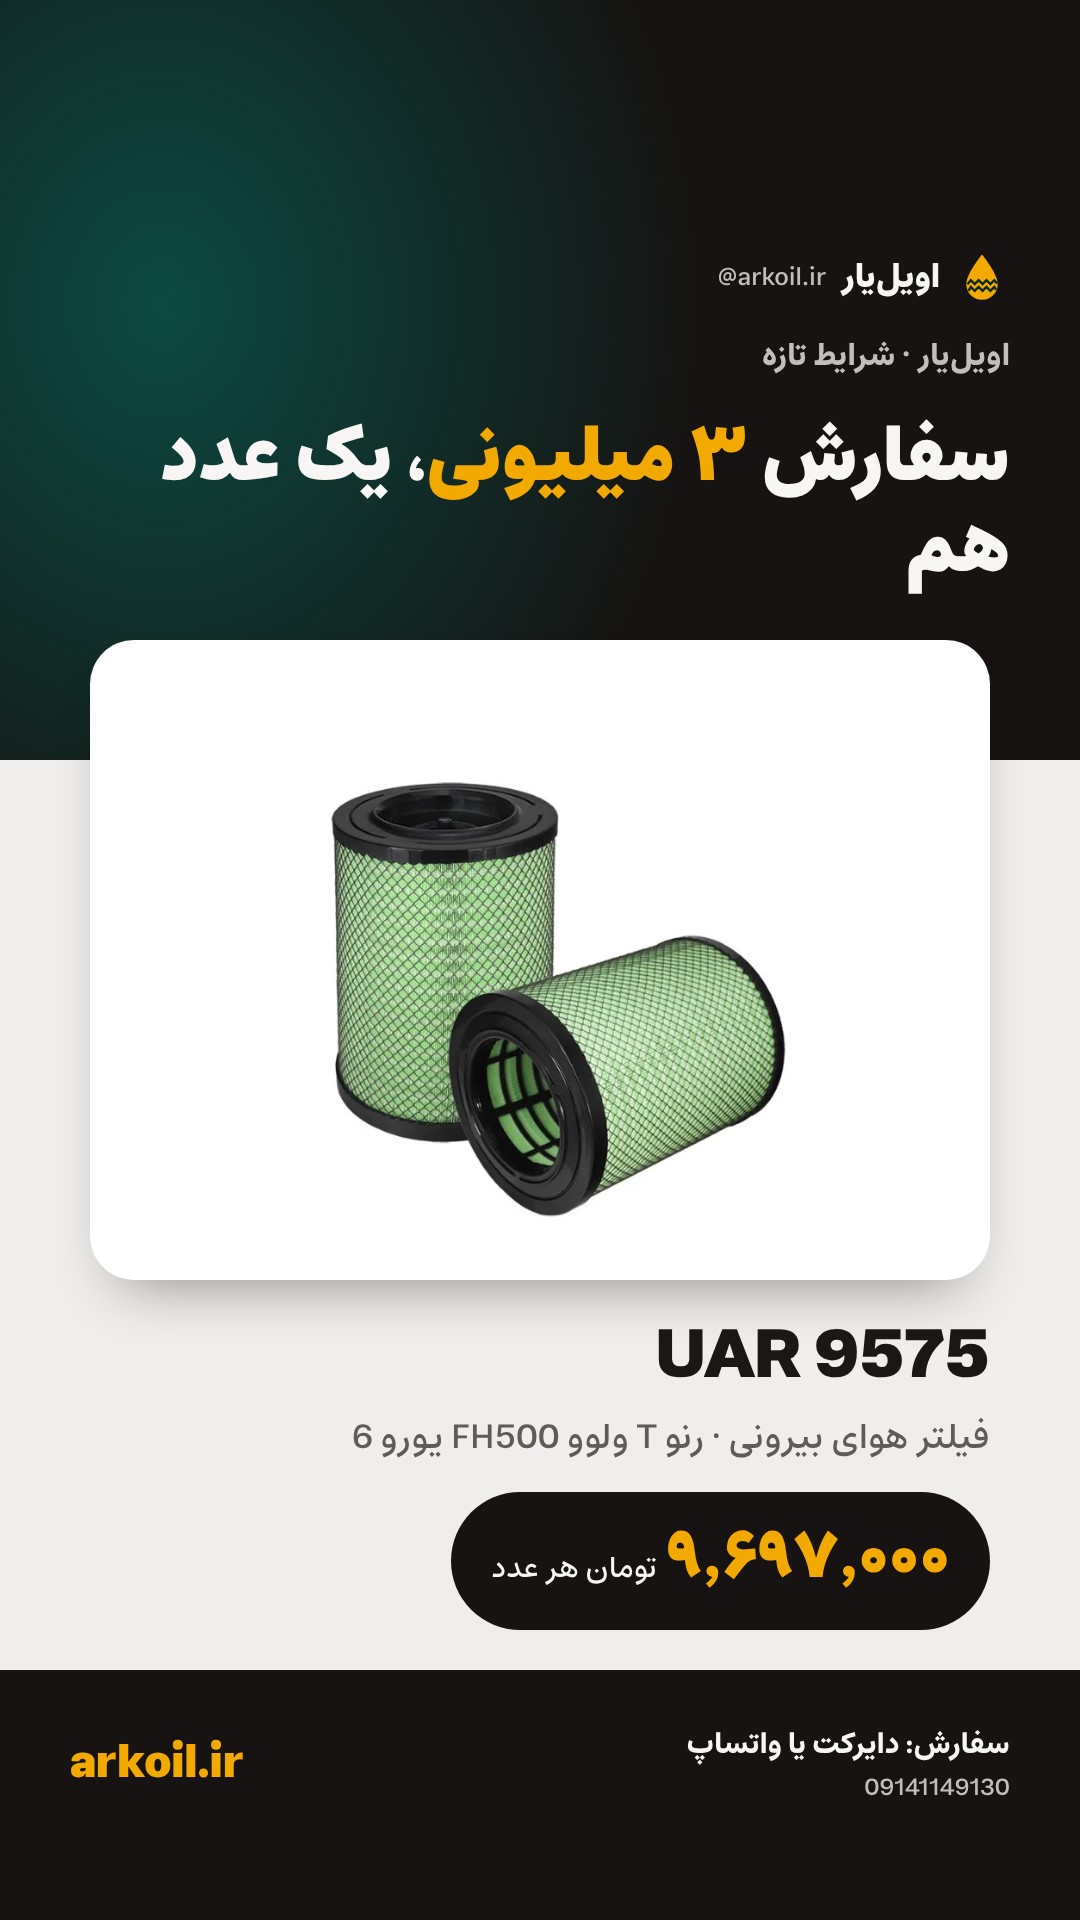 اویل‌یار @arkoil.ir
اویل‌یار · شرایط تازه
سفارش ۳ میلیونی، یک عدد
هم
UAR 9575
فیلتر هوای بیرونی · رنو T ولوو FH500 یورو 6
۹,۶۹۷,۰۰۰ تومان هر عدد
سفارش: دایرکت یا واتساپ
09141149130
arkoil.ir